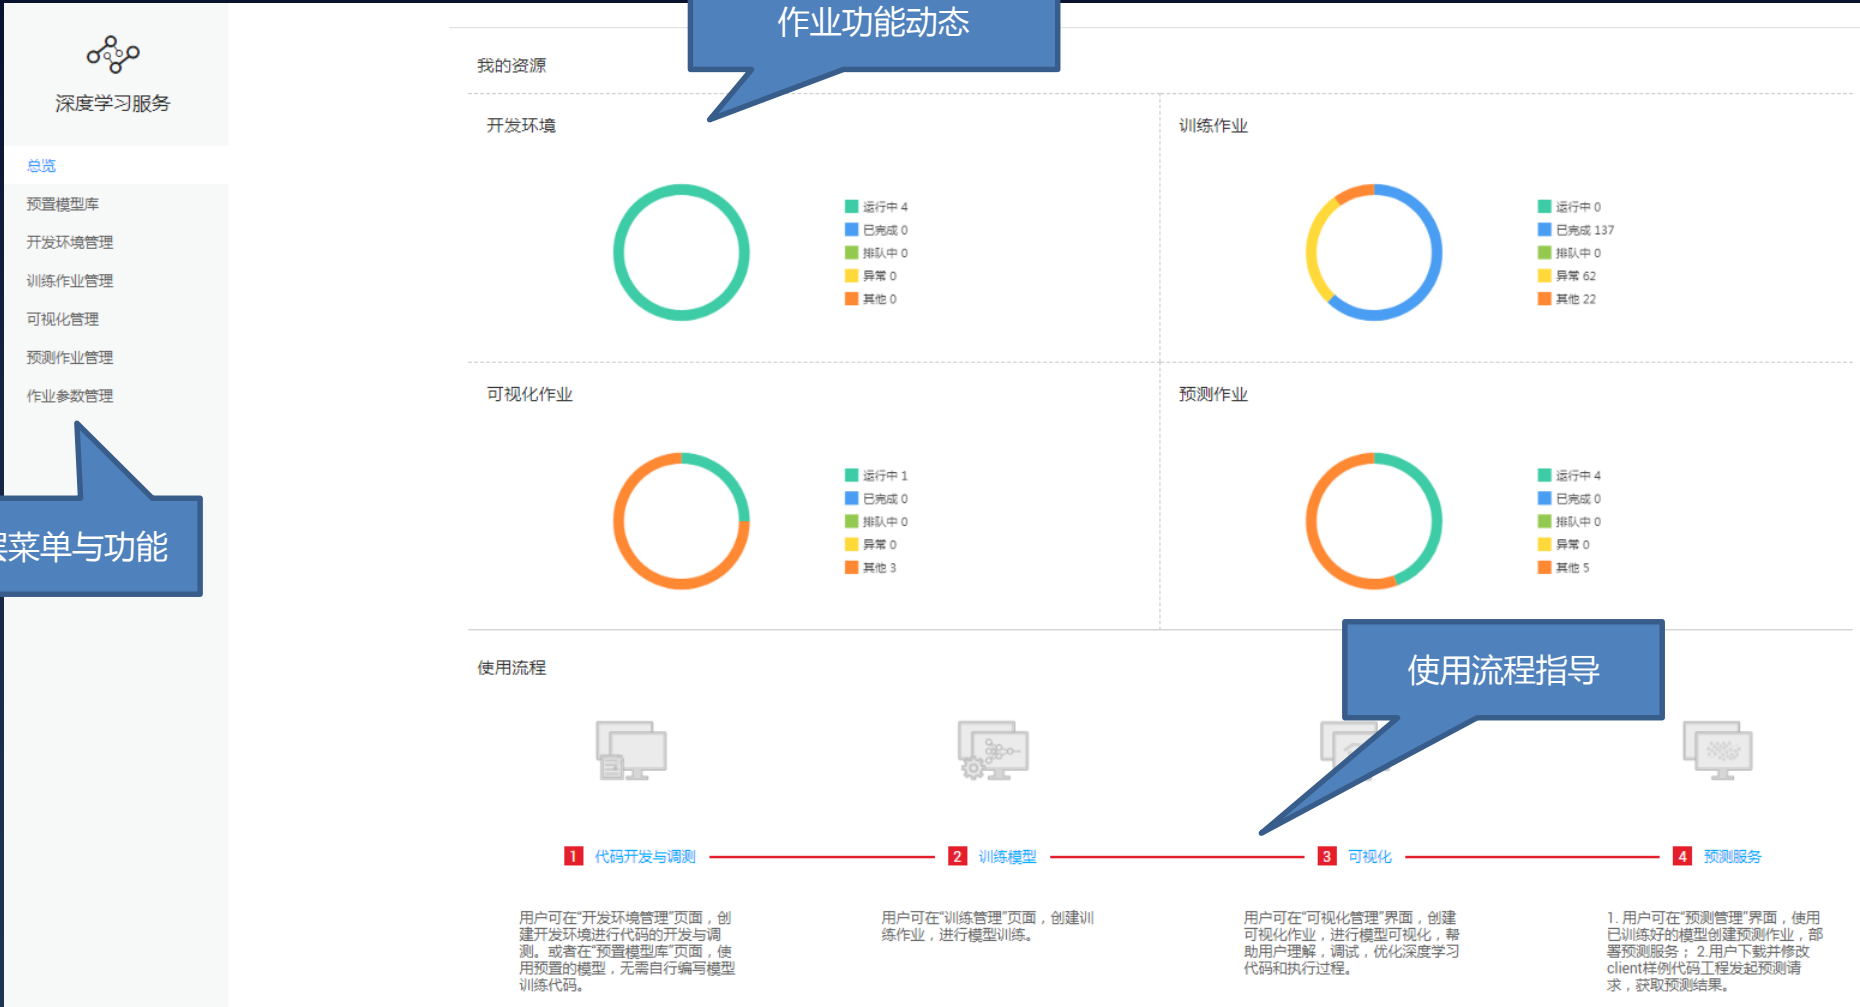 作业功能动态
深度学习服务
总览
预置模型库
开发环境管理
训练作业管理
可视化管理
预测作业管理
作业参数管理
层菜单与功能
我的资源
开发环境
运行中 4
已完成 0
排队中 0
异常 0
其他 0
训练作业
运行中 0
已完成 137
排队中 0
异常 62
其他 22
可视化作业
运行中 1
已完成 0
排队中 0
异常 0
其他 3
预测作业
运行中 4
已完成 0
排队中 0
异常 0
其他 5
使用流程
使用流程指导
1 代码开发与调测
用户可在“开发环境管理”页面，创
建开发环境进行代码的开发与调
测。或者在“预置模型库”页面，使
用预置的模型，无需自行编写模型
训练代码。
2 训练模型
用户可在“训练管理”页面，创建训
练作业，进行模型训练。
3 可视化
用户可在“可视化管理”界面，创建
可视化作业，进行模型可视化，帮
助用户理解，调试，优化深度学习
代码和执行过程。
4 预测服务
1. 用户可在“预测管理”界面，使用
已训练好的模型创建预测作业，部
署预测服务； 2.用户下载并修改
client样例代码工程发起预测请
求，获取预测结果。